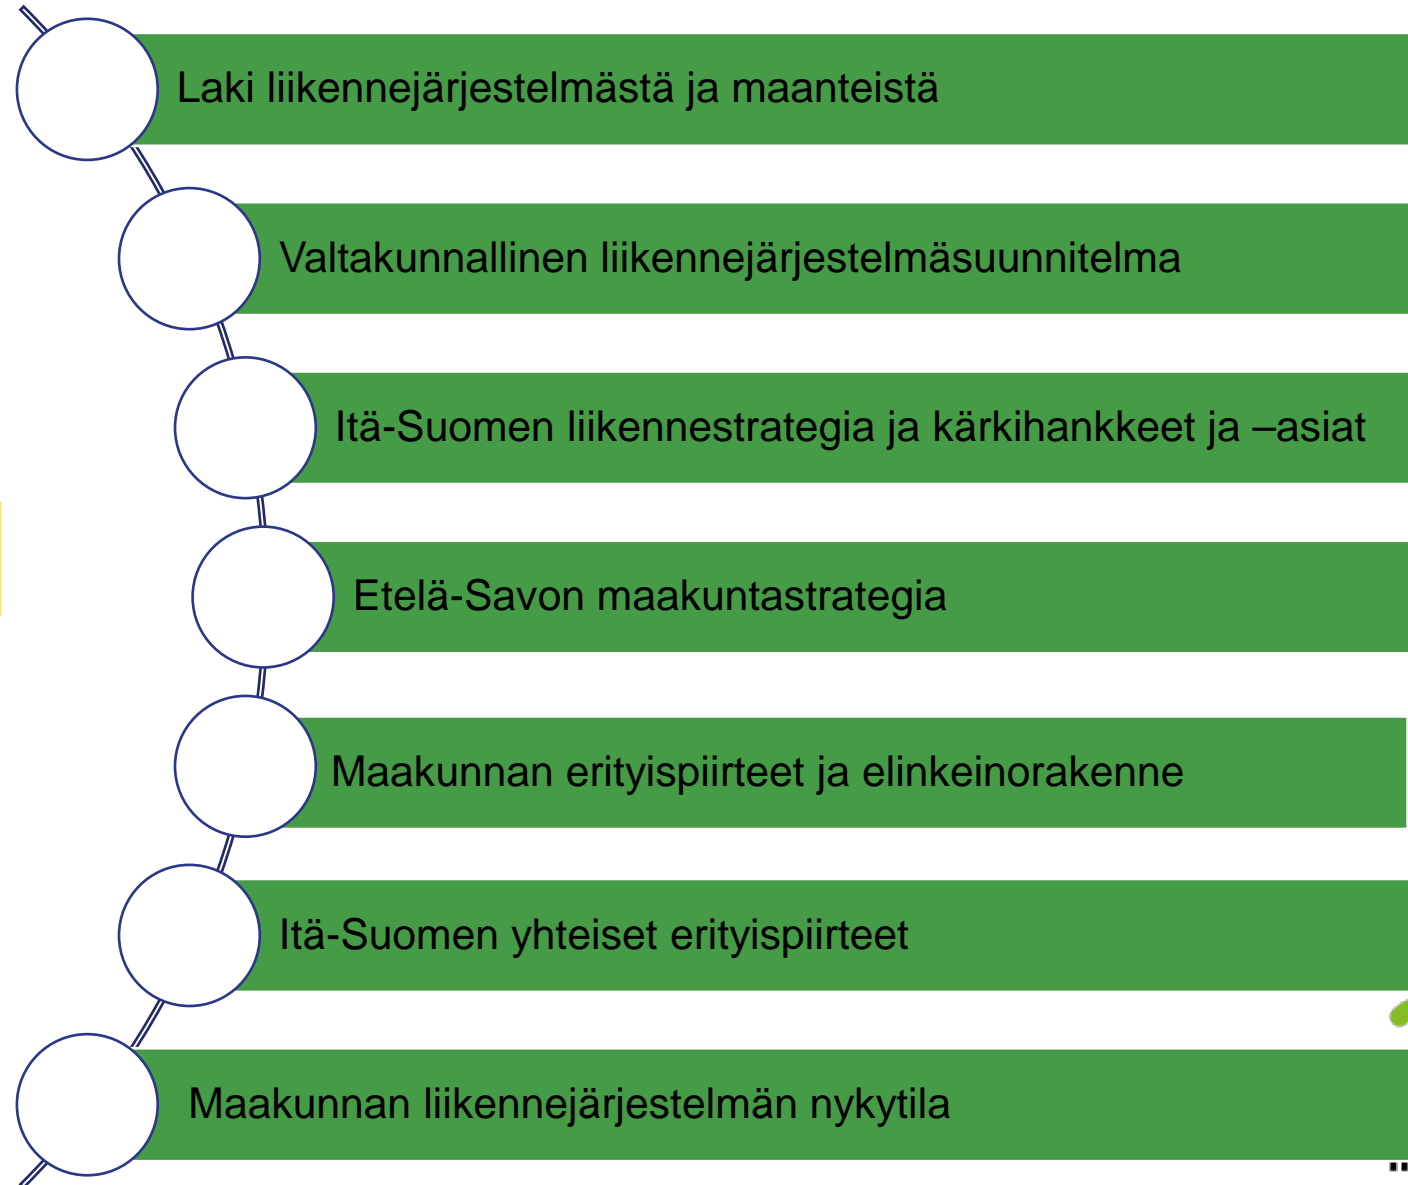 Laki liikennejärjestelmästä ja maanteistä
Valtakunnallinen liikennejärjestelmäsuunnitelma
Itä-Suomen liikennestrategia ja kärkihankkeet ja –asiat
Etelä-Savon maakuntastrategia
Maakunnan erityispiirteet ja elinkeinorakenne
Itä-Suomen yhteiset erityispiirteet
Maakunnan liikennejärjestelmän nykytila